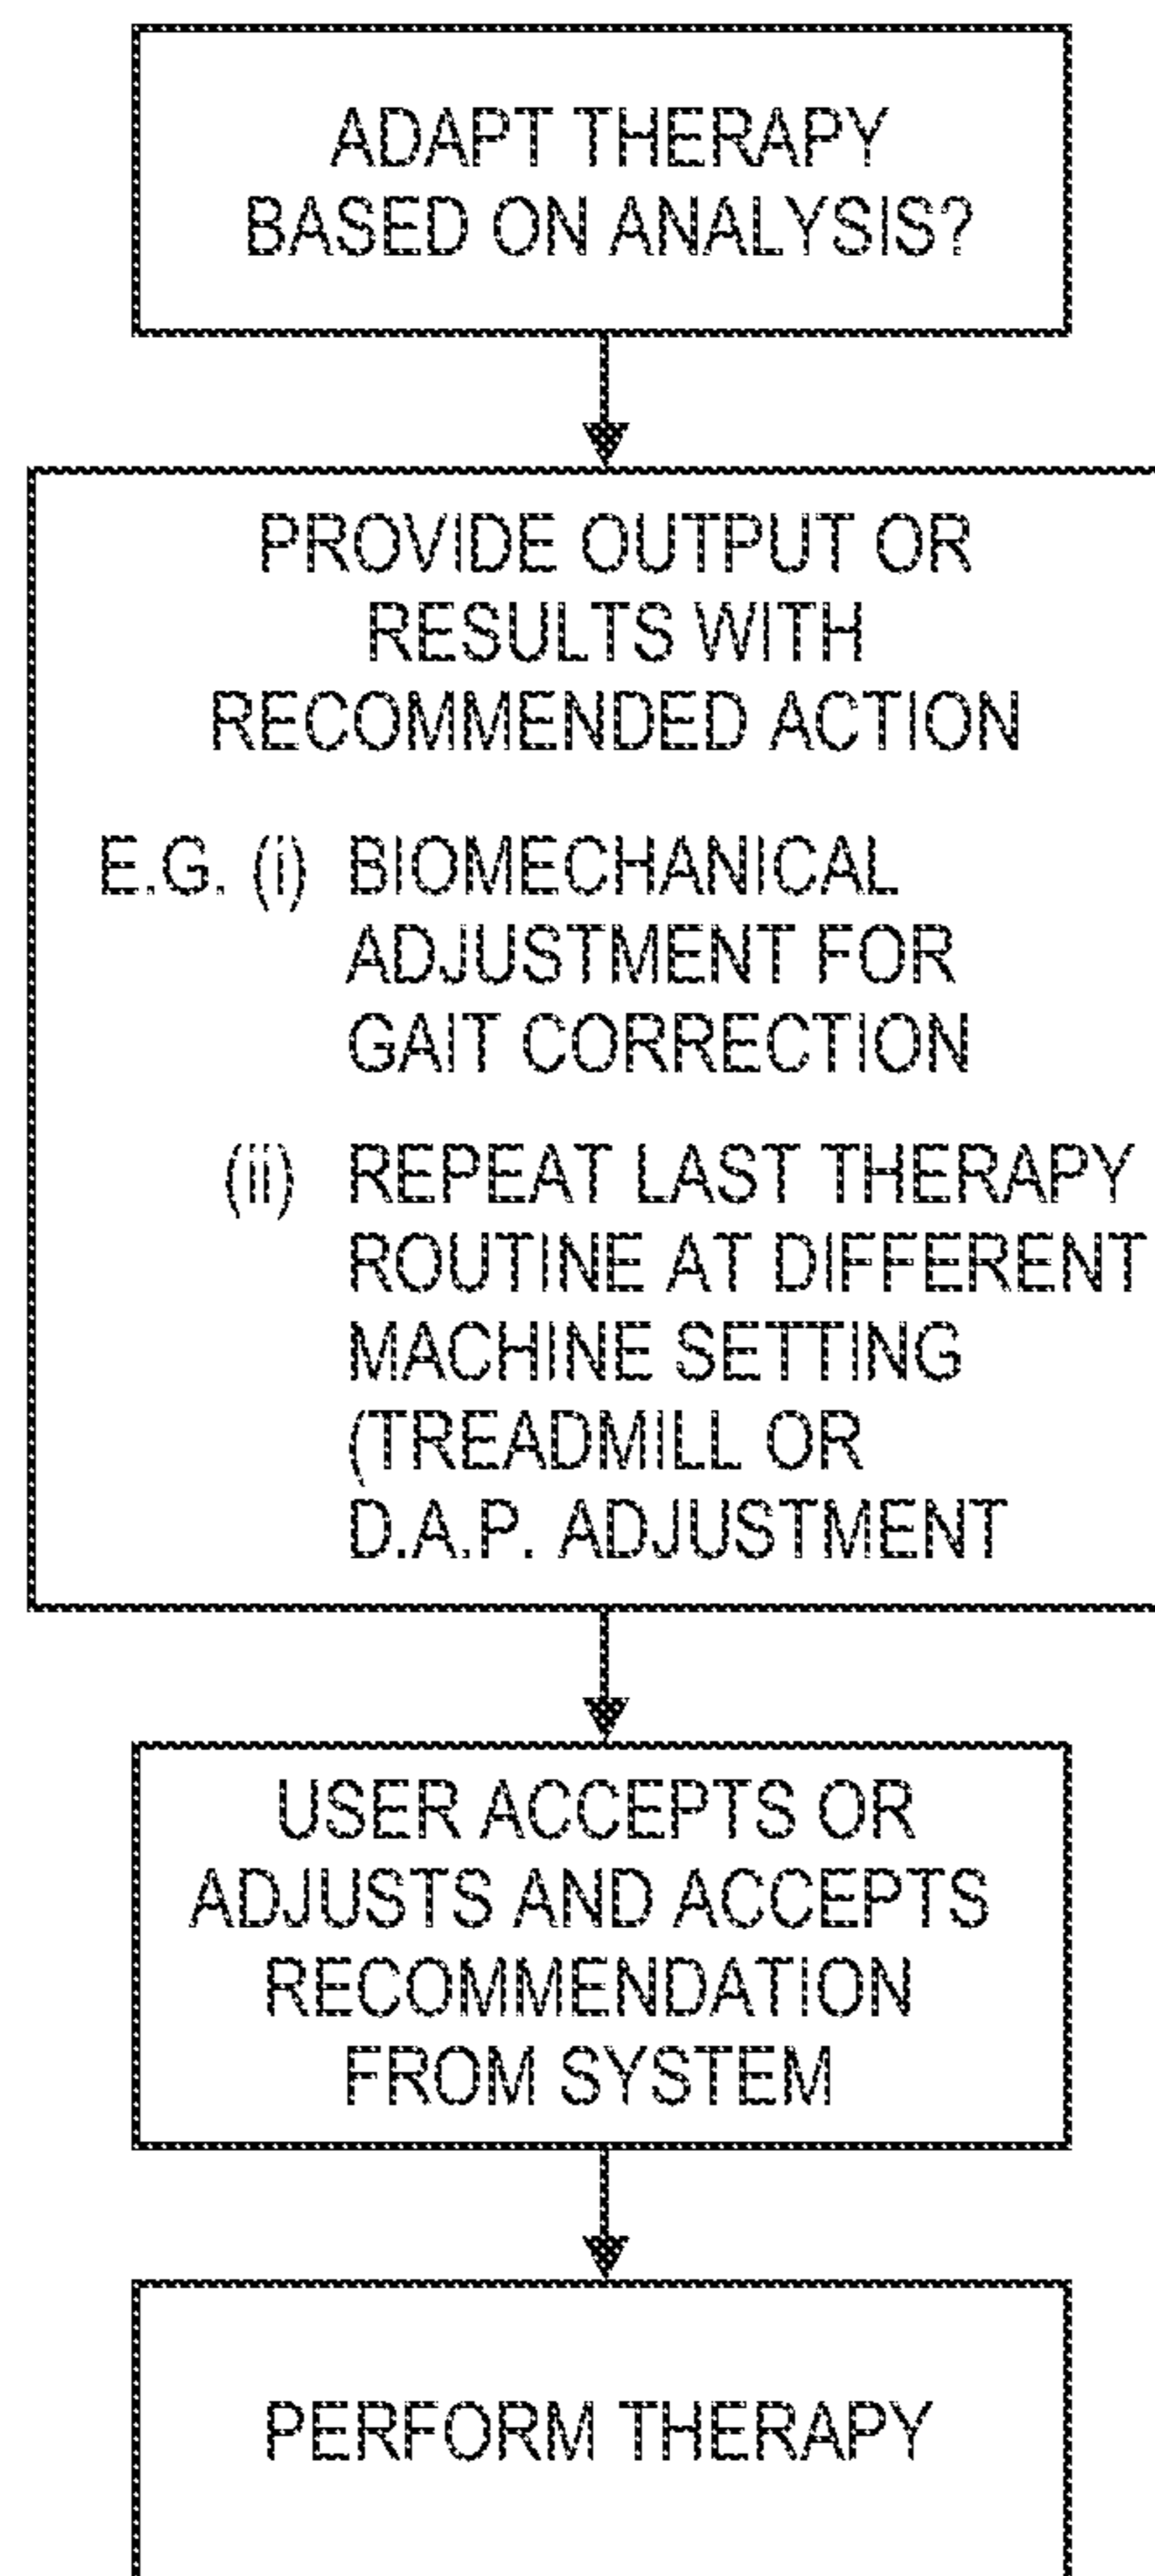 ADAPT THERAPY
BASED ON ANALYSIS?
PROVIDE OUTPUT OR
RESULTS WITH
RECOMMENDED ACTION
E.G. (i) BIOMECHANICAL
ADJUSTMENT FOR
GAIT CORRECTION
(ii) REPEAT LAST THERAPY
ROUTINE AT DIFFERENT
MACHINE SETTING
(TREADMILL OR
D.A.P. ADJUSTMENT
USER ACCEPTS OR
ADJUSTS AND ACCEPTS
RECOMMENDATION
FROM SYSTEM
PERFORM THERAPY